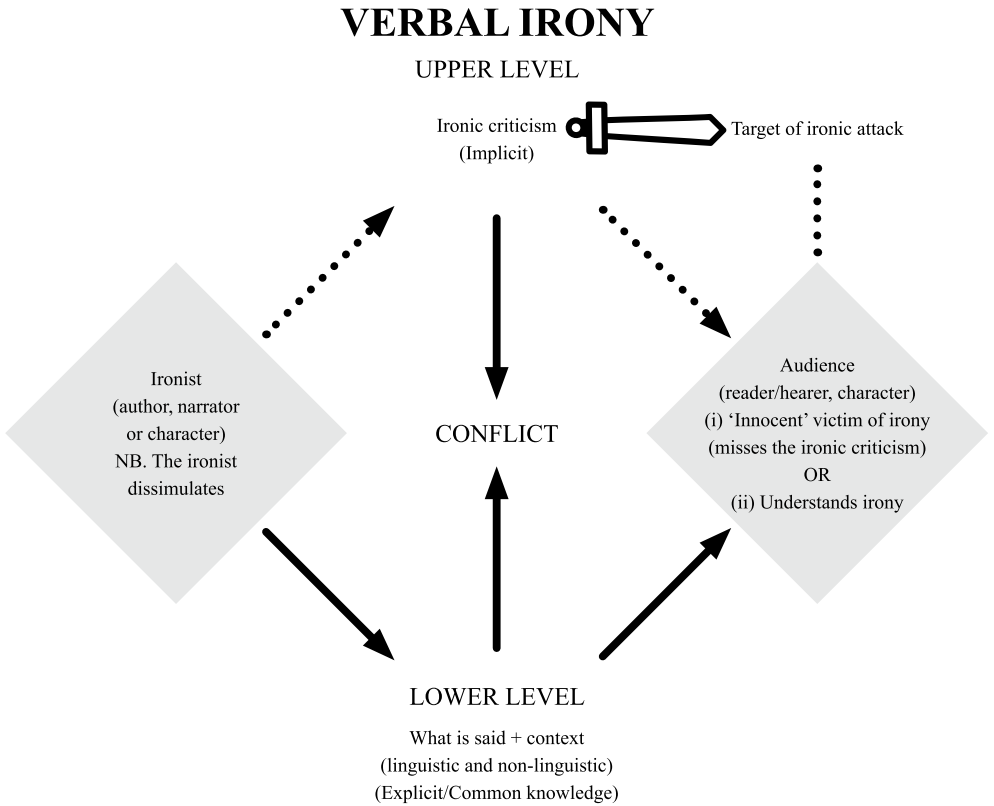 VERBAL IRONY
UPPER LEVEL
Ironic criticism
(Implicit)
Target of ironic attack
Ironist
(author, narrator
or character)
NB. The ironist
dissimulates
CONFLICT
Audience
(reader/hearer, character)
(i) ‘Innocent’ victim of irony
(misses the ironic criticism)
OR
(ii) Understands irony
LOWER LEVEL
What is said + context
(linguistic and non-linguistic)
(Explicit/Common knowledge)